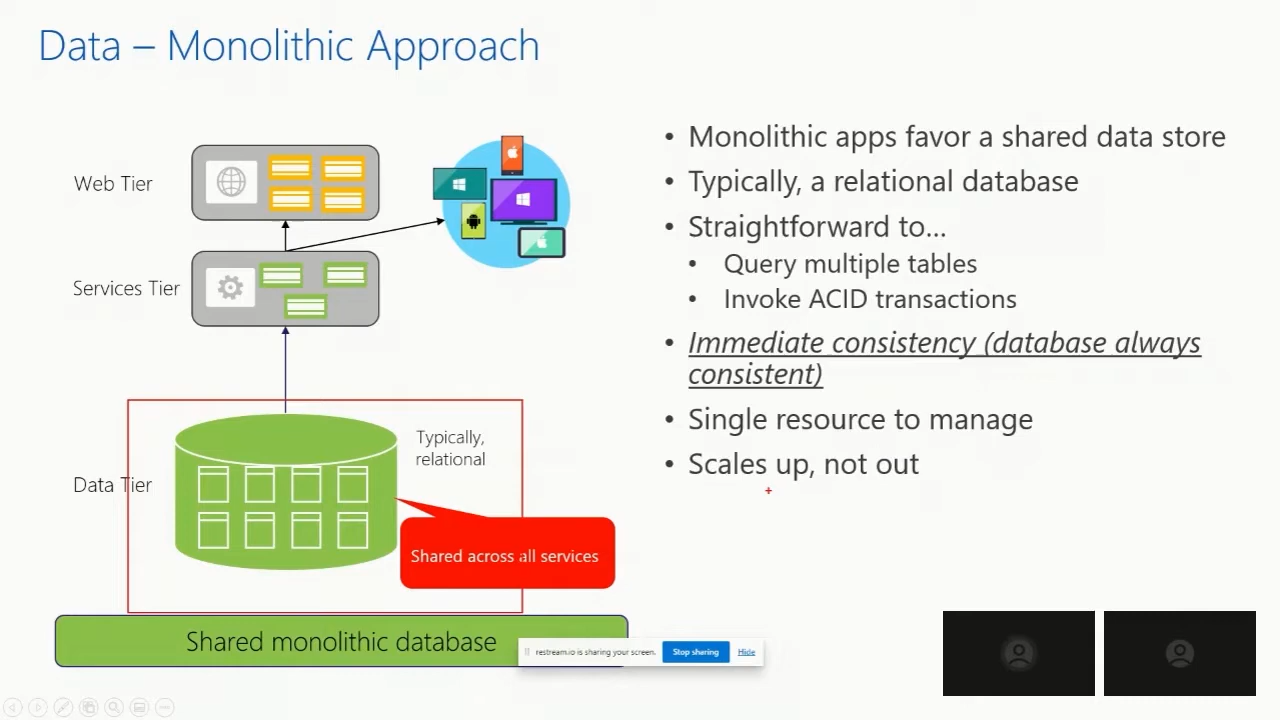 Data – Monolithic Approach
Web Tier
Services Tier
Data Tier
Typically,
relational
Shared across all services
Shared monolithic database
• Monolithic apps favor a shared data store
• Typically, a relational database
• Straightforward to...
• Query multiple tables
• Invoke ACID transactions
• Immediate consistency (database always
consistent)
• Single resource to manage
• Scales up, not out
restream.io is sharing your screen.
Stop sharing
Hide